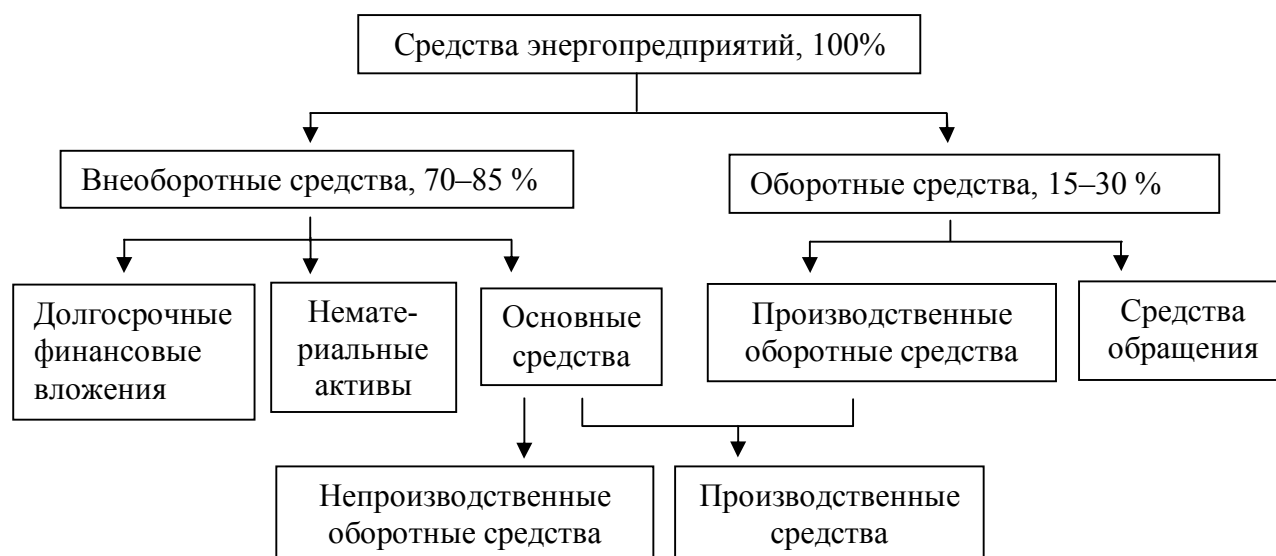 Средства энергопредприятий, 100%
Внеоборотные средства, 70–85 %
Оборотные средства, 15–30 %
Долгосрочные
финансовые
вложения
Немате-
риальные
активы
Основные
средства
Производственные
оборотные средства
Средства
обращения
Непроизводственные
оборотные средства
Производственные
средства